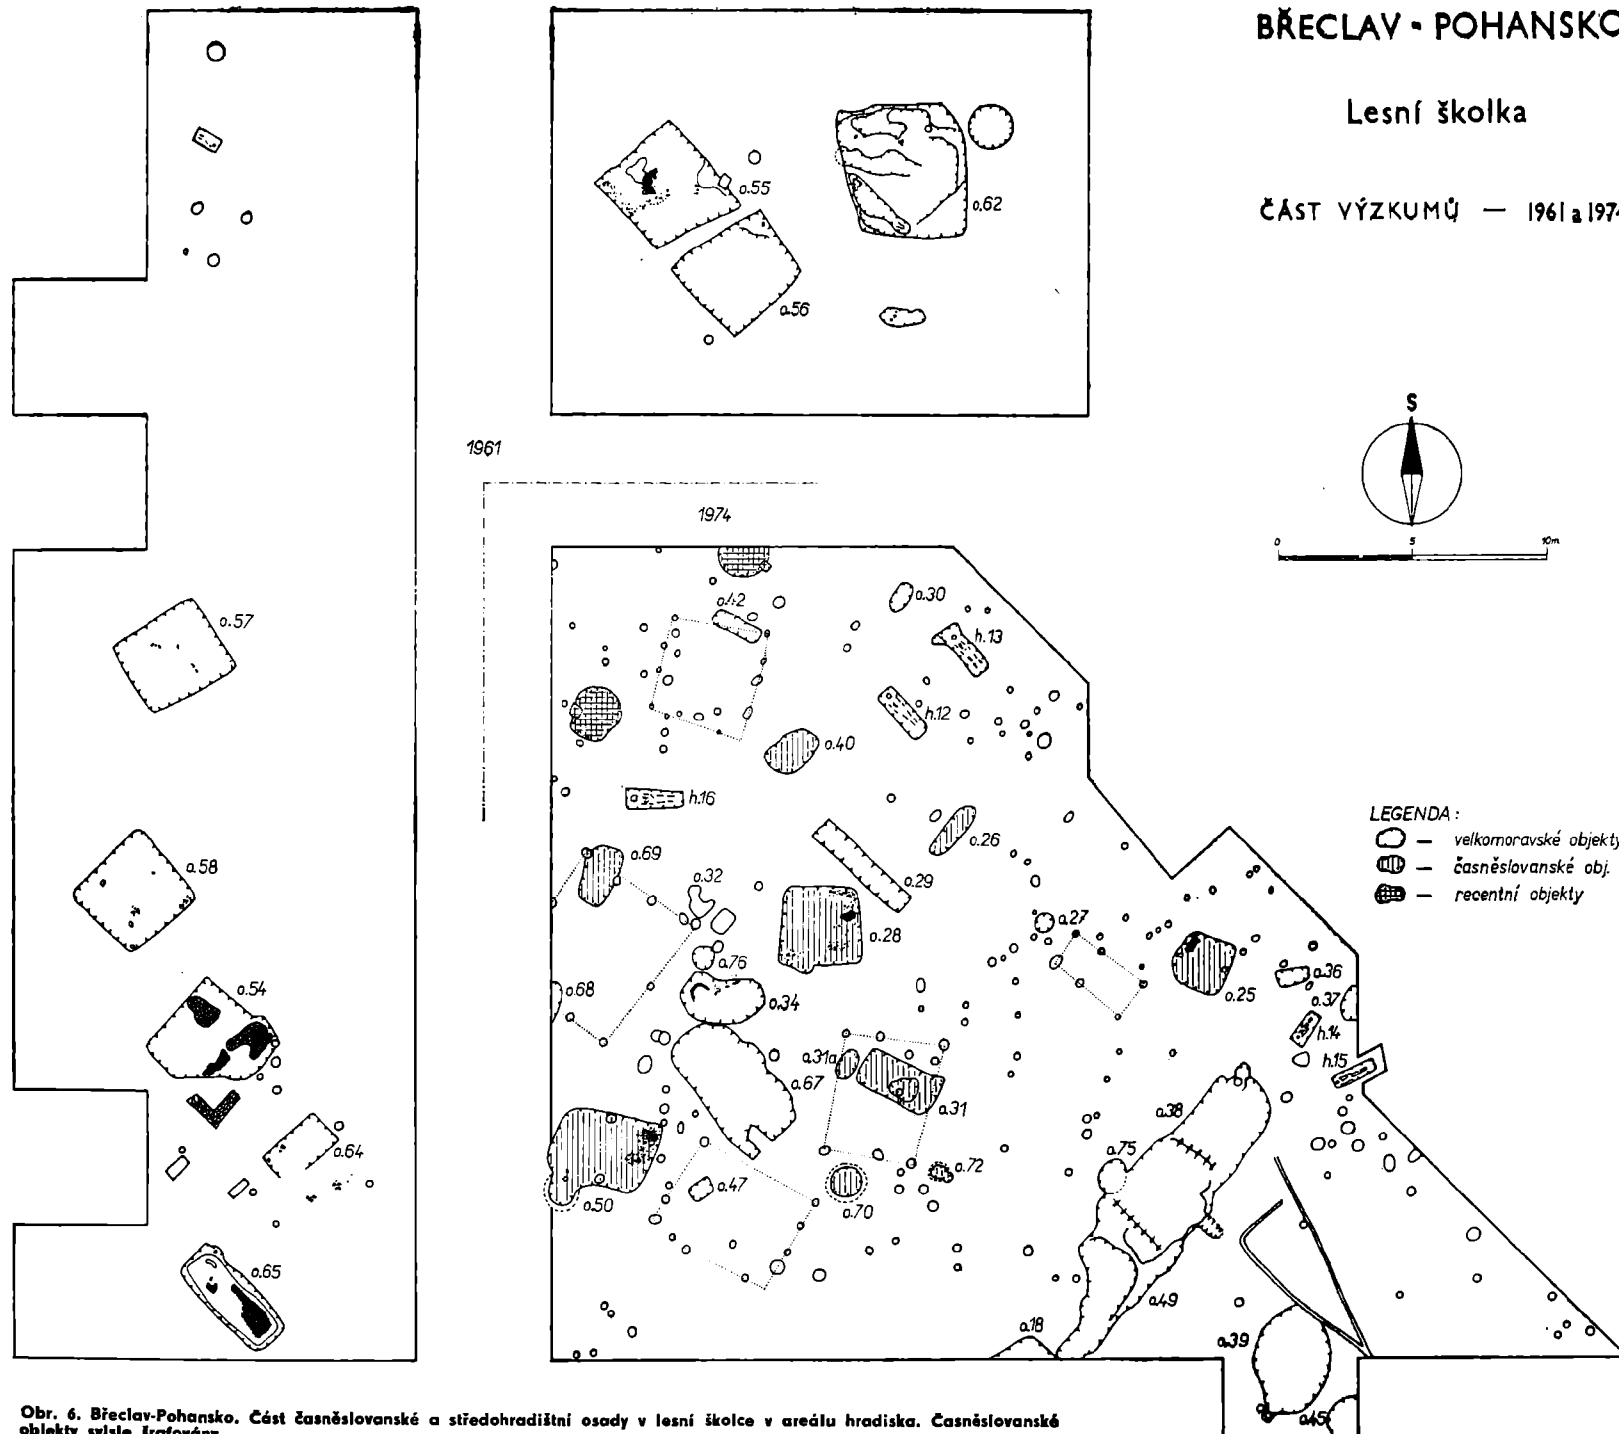 BŘECLAV - POHANSKO
Lesní školka
ČÁST VÝZKUMŮ — 1961 a 1974
o.55
o.62
o.56
1961
1974
S
0 5 10m
o.57
o.42
o.30
h.13
h.12
o.40
h.16
o.26
LEGENDA :
— velkomoravské objekty
— časněslovanské obj.
— recentní objekty
o.69
o.32
o.29
o.58
o.28
o.27
o.76
o.25
o.36
o.68
o.34
o.37
o.54
h.14
o.31a
h.15
o.67
o.31
o.38
o.64
o.75
o.72
o.47
o.50
o.70
o.65
o.49
o.18
o.39
o.45
Obr. 6. Břeclav-Pohansko. Část časněslovanské a středohradištní osady v lesní školce v areálu hradiska. Časněslovanské
objekty svisle šrafovány.